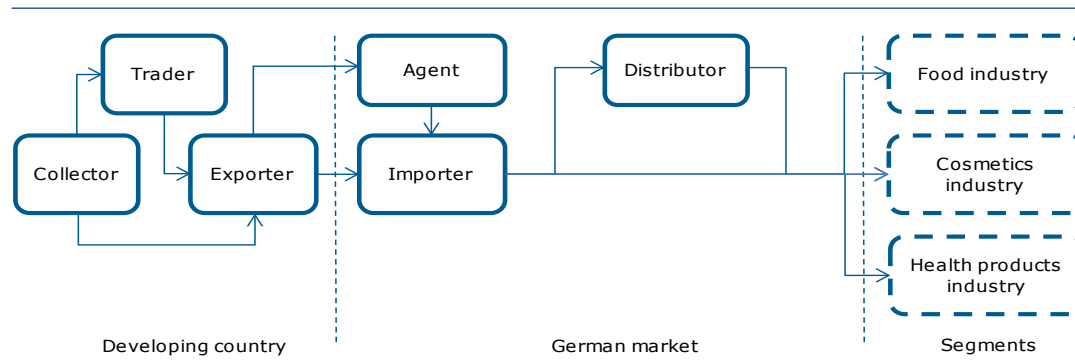 Trader
Agent
Distributor
Food industry
Collector
Exporter
Importer
Cosmetics
industry
Health products
industry
Developing country
German market
Segments